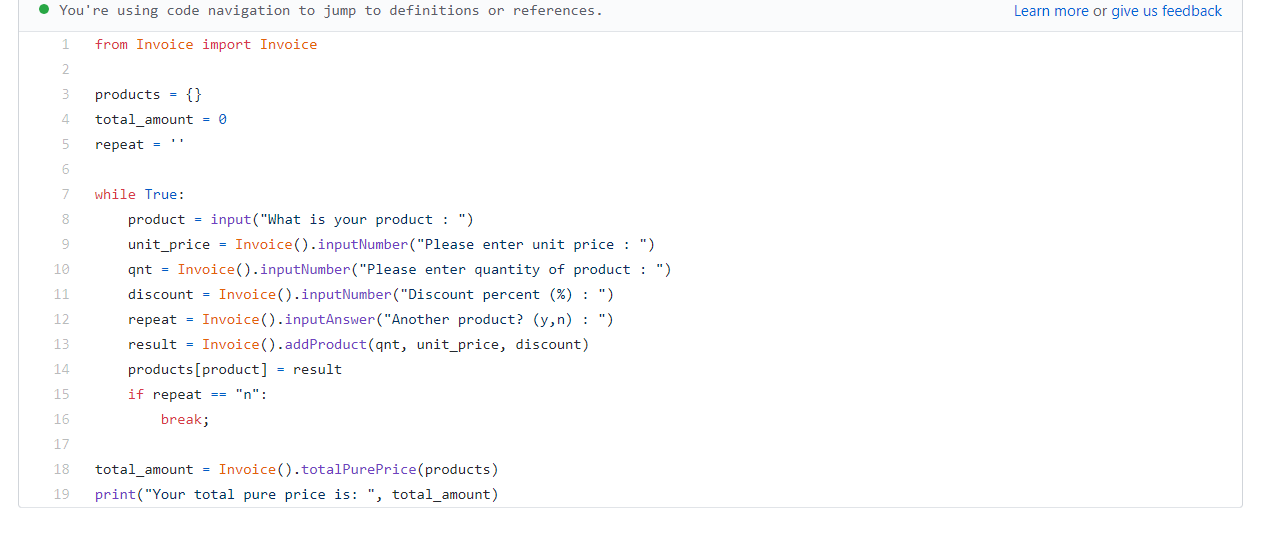 You're using code navigation to jump to definitions or references. Learn more or give us feedback
1 from Invoice import Invoice
2
3 products = {}
4 total_amount = 0
5 repeat = ''
6
7 while True:
8     product = input("What is your product : ")
9     unit_price = Invoice().inputNumber("Please enter unit price : ")
10     qnt = Invoice().inputNumber("Please enter quantity of product : ")
11     discount = Invoice().inputNumber("Discount percent (%) : ")
12     repeat = Invoice().inputAnswer("Another product? (y,n) : ")
13     result = Invoice().addProduct(qnt, unit_price, discount)
14     products[product] = result
15     if repeat == "n":
16         break;
17
18 total_amount = Invoice().totalPurePrice(products)
19 print("Your total pure price is: ", total_amount)